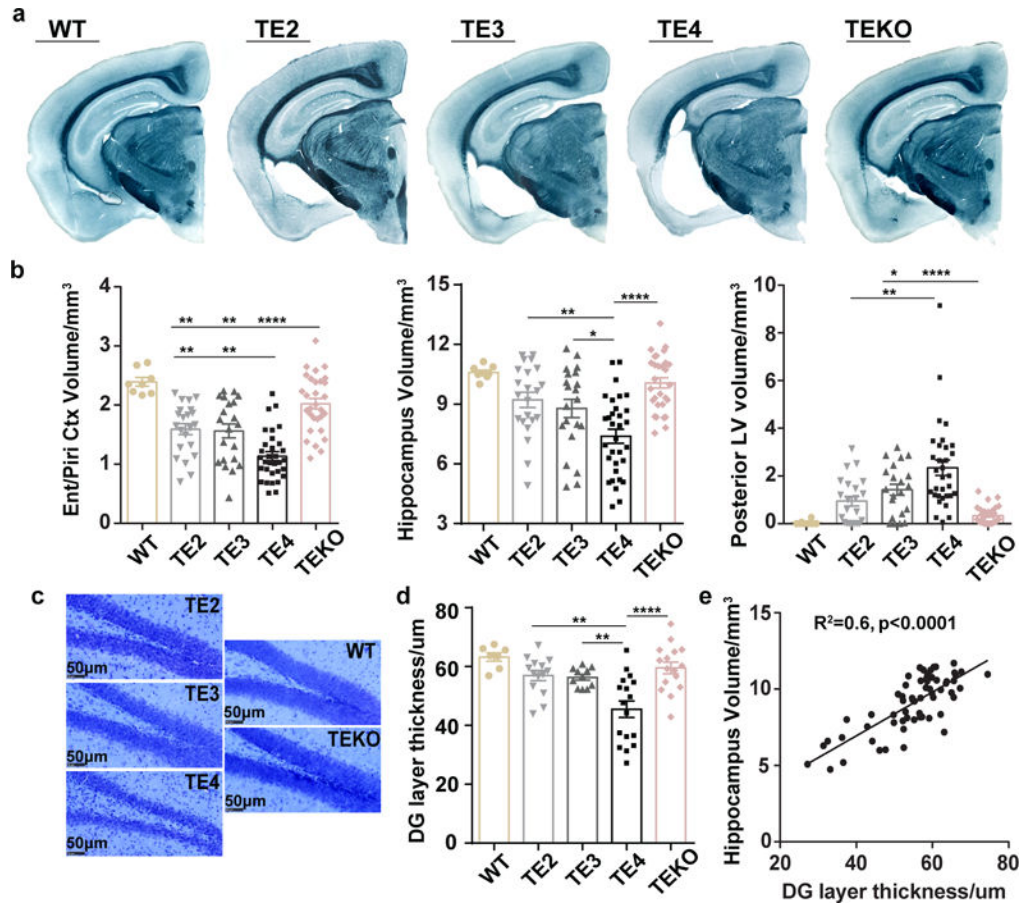 a
WT TE2 TE3 TE4 TEKO
b
Ent/Piri Ctx Volume/mm³
4
3
2
1
0
** ** ****
** **
WT TE2 TE3 TE4 TEKO
Hippocampus Volume/mm³
15
12
9
6
3
** ****
*
WT TE2 TE3 TE4 TEKO
Posterior LV volume/mm³
10
8
6
4
2
0
* ****
**
WT TE2 TE3 TE4 TEKO
c
TE2
50µm
TE3
50µm
TE4
50µm
WT
50µm
TEKO
50µm
d
DG layer thickness/um
80
60
40
20
0
** ****
**
WT TE2 TE3 TE4 TEKO
e
Hippocampus Volume/mm³
15
10
5
0
R²=0.6, p<0.0001
20 40 60 80
DG layer thickness/um